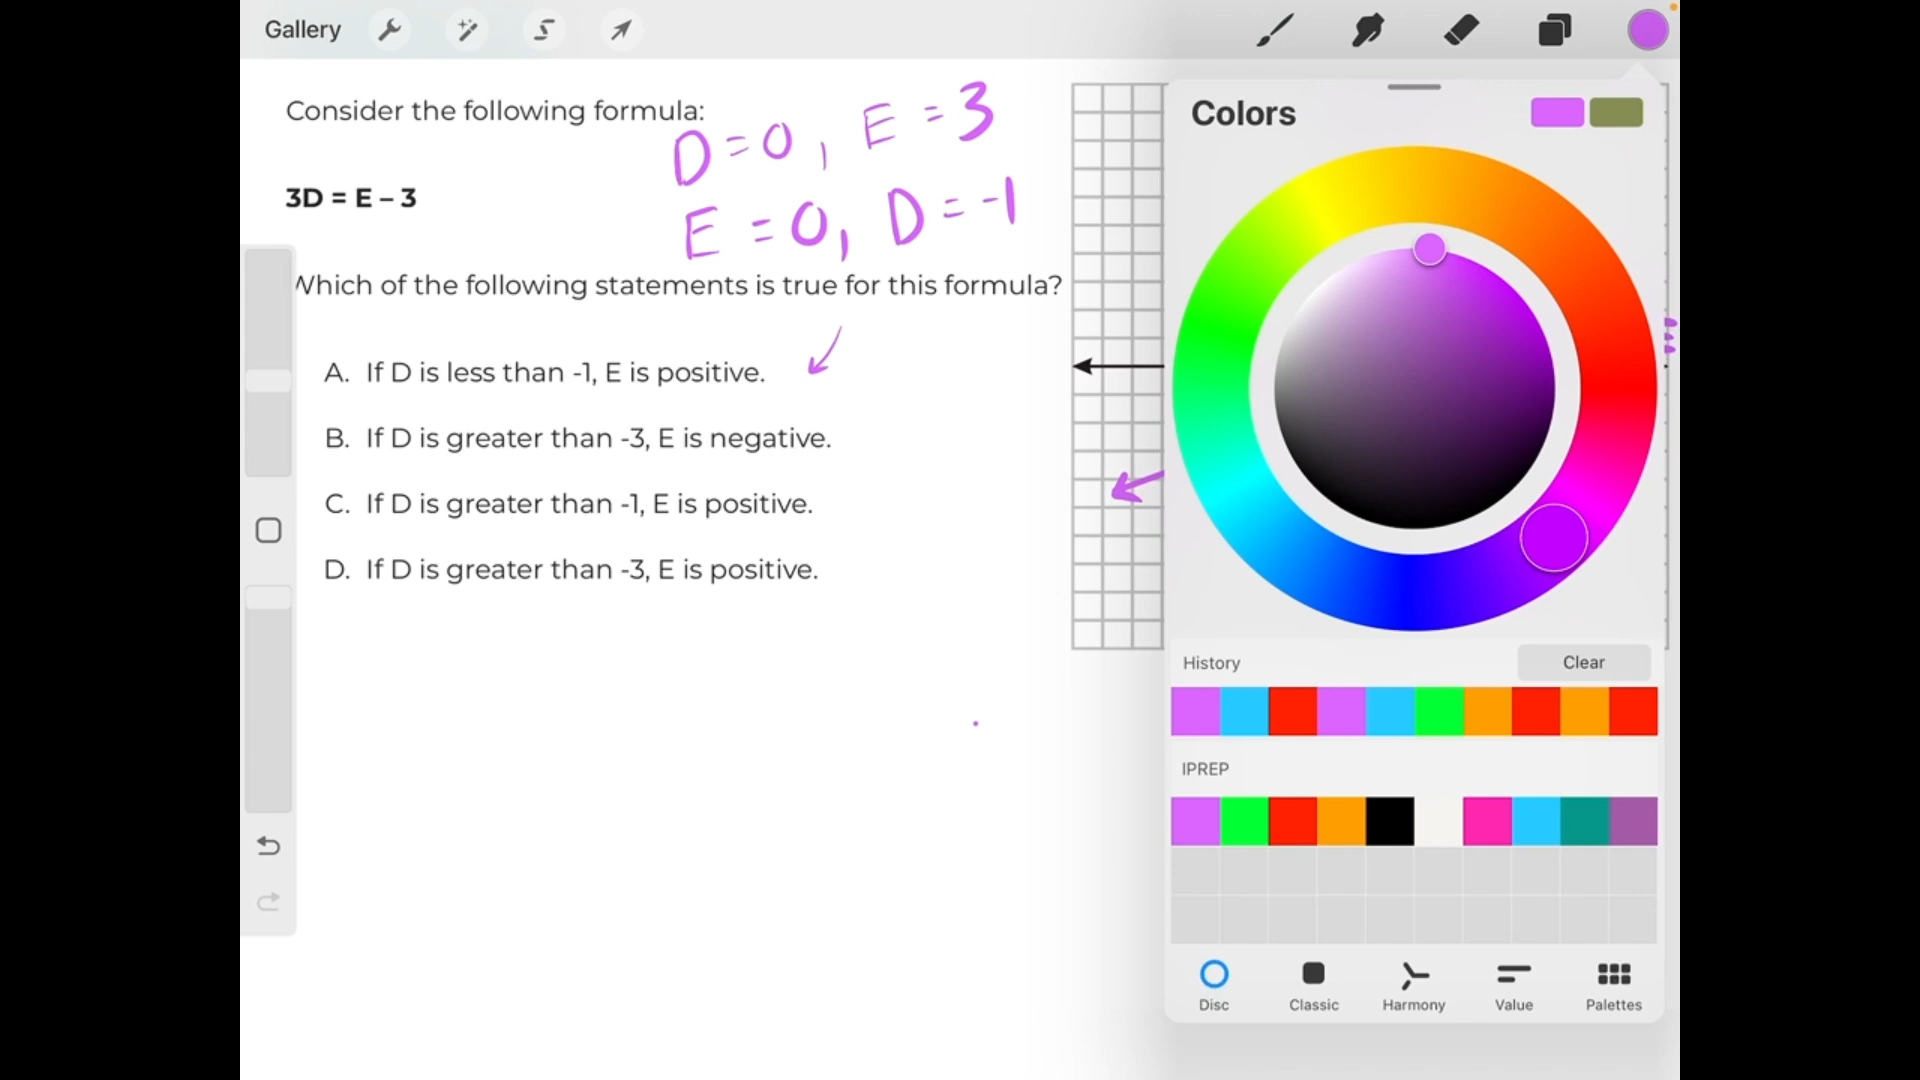 Gallery
Consider the following formula:
D=0, E=3
3D = E – 3
E=0, D=-1
Which of the following statements is true for this formula?
A. If D is less than -1, E is positive.
B. If D is greater than -3, E is negative.
C. If D is greater than -1, E is positive.
D. If D is greater than -3, E is positive.
Colors
History
Clear
IPREP
Disc
Classic
Harmony
Value
Palettes